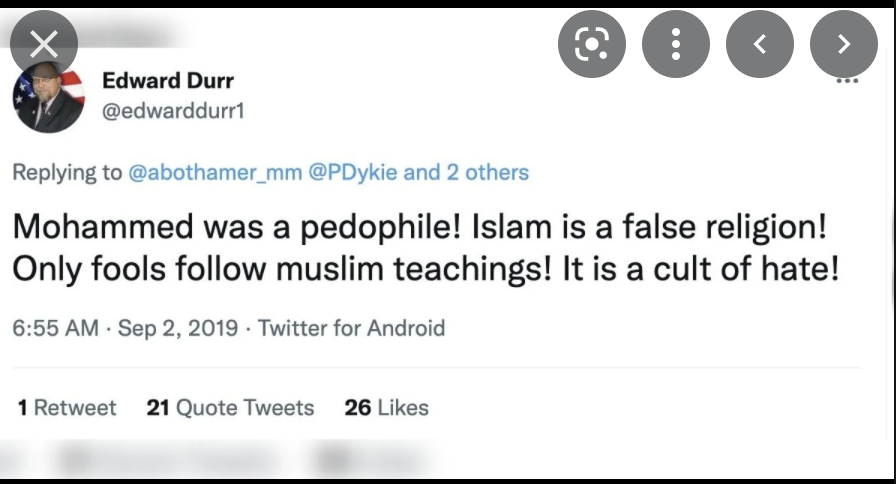 Edward Durr
@edwarddurr1
Replying to @abothamer_mm @PDykie and 2 others
Mohammed was a pedophile! Islam is a false religion!
Only fools follow muslim teachings! It is a cult of hate!
6:55 AM · Sep 2, 2019 · Twitter for Android
1 Retweet 21 Quote Tweets 26 Likes